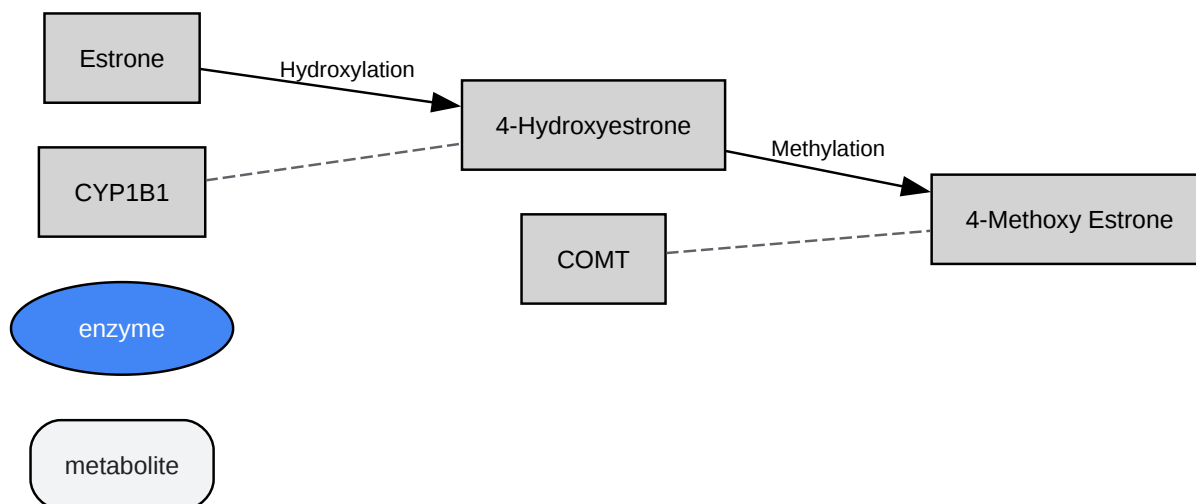 Estrone
Hydroxylation
4-Hydroxyestrone
Methylation
CYP1B1
4-Methoxy Estrone
COMT
enzyme
metabolite